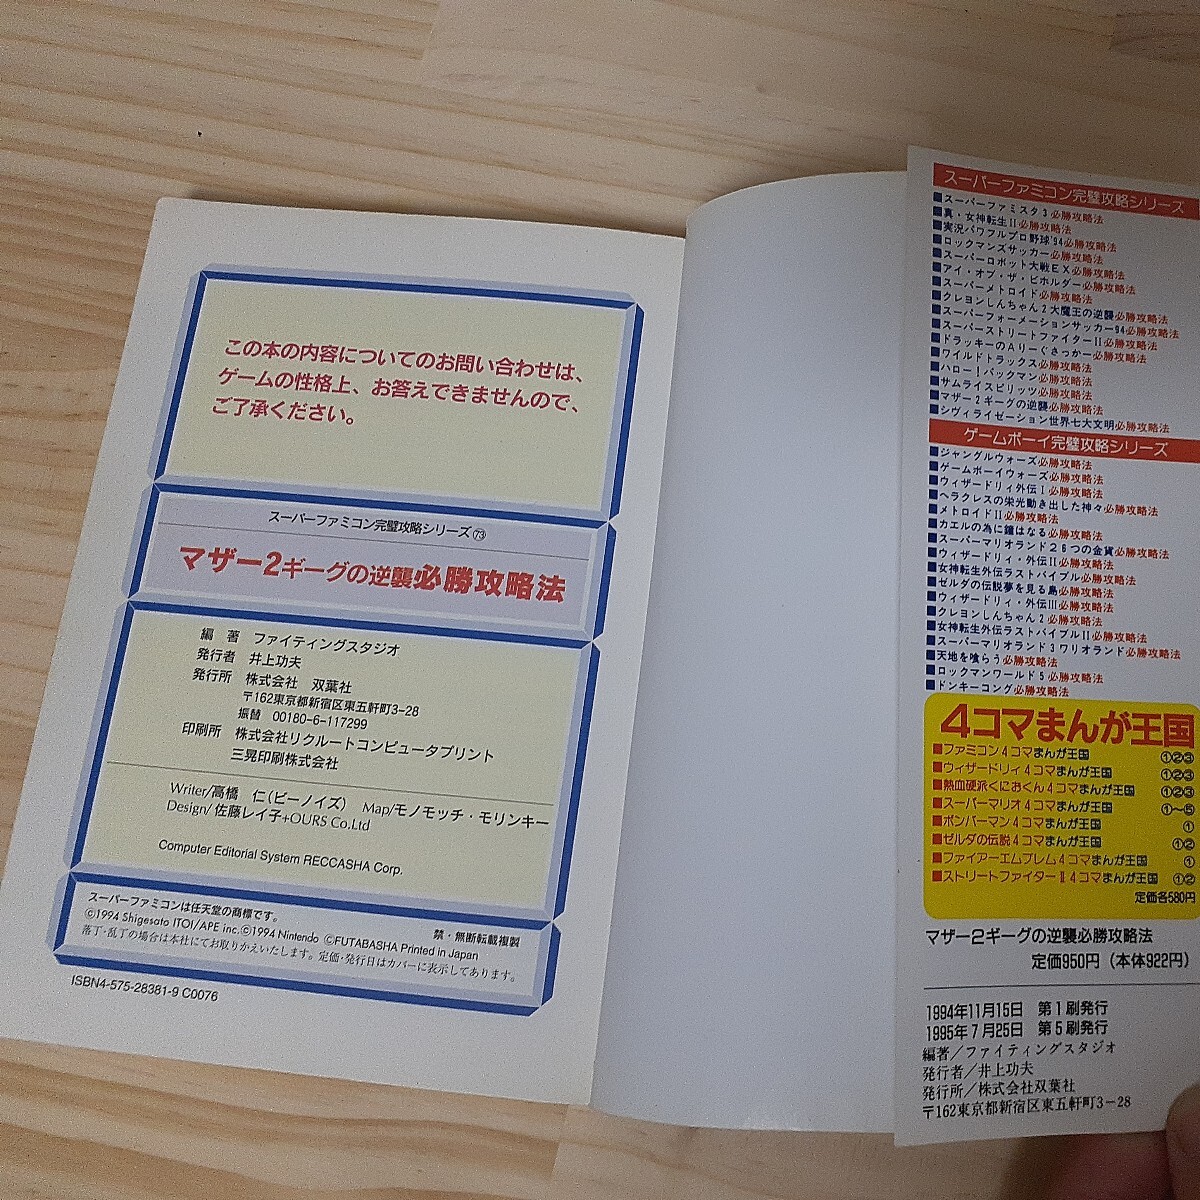 この本の内容についてのお問い合わせは、
ゲームの性格上、お答えできませんので、
ご了承ください。
スーパーファミコン完璧攻略シリーズ㉓
マザー2ギーグの逆襲必勝攻略法
編 著 ファイティングスタジオ
発行者 井上功夫
発行所 株式会社 双葉社
〒162東京都新宿区東五軒町3−28
振替 00180-6-117299
印刷所 株式会社リクルートコンピュータプリント
三晃印刷株式会社
Writer/高橋 仁(ビーノイズ) Map/モノモッチ・モリンキー
Design/佐藤レイ子+OURS Co.Ltd
Computer Editorial System RECCASHA Corp.
スーパーファミコンは任天堂の商標です。
禁・無断転載複製
©1994 Shigesato ITOI/APE inc.©1994 Nintendo ©FUTABASHA Printed in Japan
落丁・乱丁の場合は本社にてお取りかえいたします。定価・発行日はカバーに表示してあります。
ISBN4-575-28381-9 C0076
スーパーファミコン完璧攻略シリーズ
■スーパーファミスタ3必勝攻略法
■真・女神転生II必勝攻略法
■実況パワフルプロ野球'94必勝攻略法
■ロックマンズサッカー必勝攻略法
■スーパーロボット大戦EX必勝攻略法
■アイ・オブ・ザ・ビホルダー必勝攻略法
■スーパーメトロイド必勝攻略法
■クレヨンしんちゃん2大魔王の逆襲必勝攻略法
■スーパーフォーメーションサッカー94必勝攻略法
■スーパーストリートファイターII必勝攻略法
■ドラッキーのAりーぐさっかー必勝攻略法
■ワイルドトラックス必勝攻略法
■ハロー!パックマン必勝攻略法
■サムライスピリッツ必勝攻略法
■マザー2ギーグの逆襲必勝攻略法
■シヴィライゼーション世界七大文明必勝攻略法
ゲームボーイ完璧攻略シリーズ
■ジャングルウォーズ必勝攻略法
■ゲームボーイウォーズ必勝攻略法
■ウィザードリィ外伝I必勝攻略法
■ヘラクレスの栄光動き出した神々必勝攻略法
■メトロイドII必勝攻略法
■カエルの為に鐘はなる必勝攻略法
■スーパーマリオランド26つの金貨必勝攻略法
■ウィザードリィ・外伝II必勝攻略法
■女神転生外伝ラストバイブル必勝攻略法
■ゼルダの伝説夢を見る島必勝攻略法
■ウィザードリィ・外伝III必勝攻略法
■クレヨンしんちゃん2必勝攻略法
■女神転生外伝ラストバイブルII必勝攻略法
■スーパーマリオランド3ワリオランド必勝攻略法
■天地を喰らう必勝攻略法
■ロックマンワールド5必勝攻略法
■ドンキーコング必勝攻略法
4コマまんが王国
■ファミコン4コマまんが王国 ①②③
■ウィザードリィ4コマまんが王国 ①②③
■熱血硬派くにおくん4コマまんが王国 ①②③
■スーパーマリオ4コマまんが王国 ①〜⑤
■ボンバーマン4コマまんが王国 ①
■ゼルダの伝説4コマまんが王国 ①②
■ファイアーエムブレム4コマまんが王国 ①
■ストリートファイターII4コマまんが王国 ①②
定価各580円
マザー2ギーグの逆襲必勝攻略法
定価950円(本体922円)
1994年11月15日 第1刷発行
1995年7月25日 第5刷発行
編著/ファイティングスタジオ
発行者/井上功夫
発行所/株式会社双葉社
〒162東京都新宿区東五軒町3−28